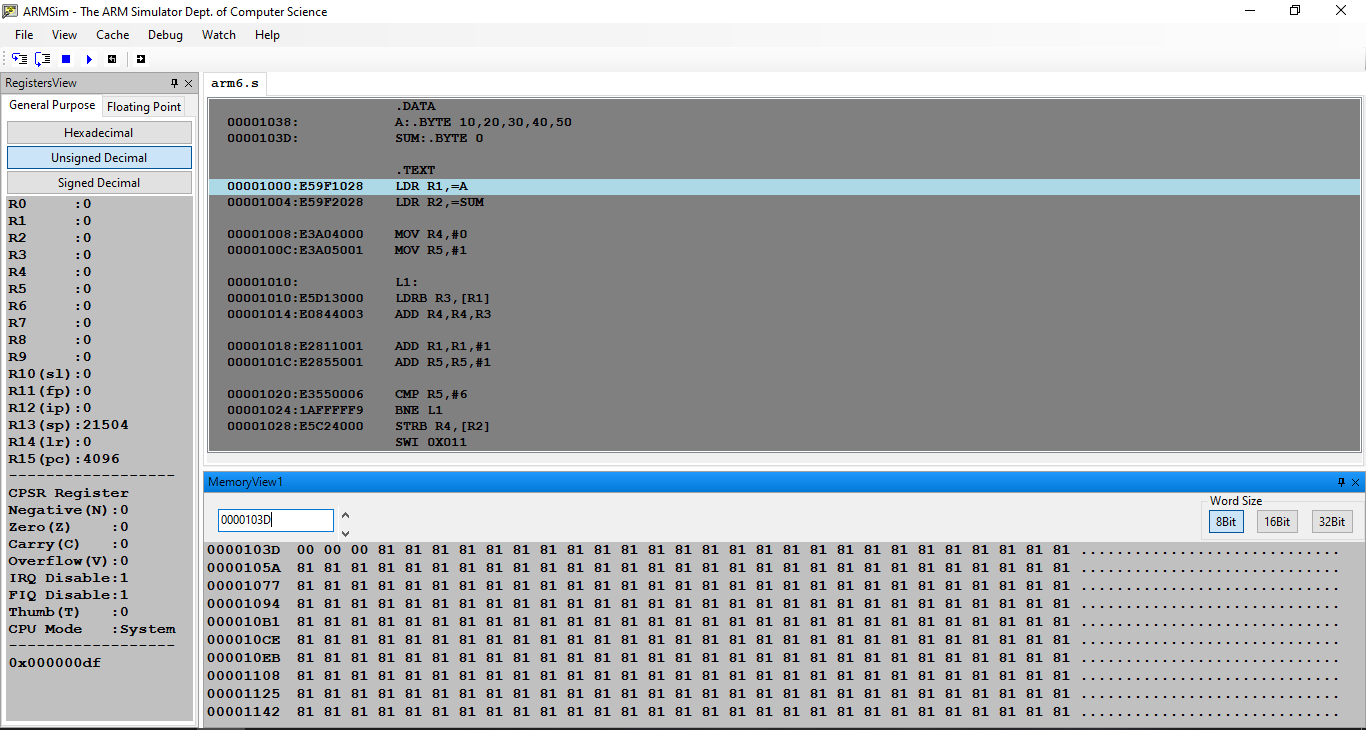 ARMSim - The ARM Simulator Dept. of Computer Science
File View Cache Debug Watch Help
RegistersView
General Purpose Floating Point
Hexadecimal
Unsigned Decimal
Signed Decimal
R0 :0
R1 :0
R2 :0
R3 :0
R4 :0
R5 :0
R6 :0
R7 :0
R8 :0
R9 :0
R10(sl):0
R11(fp):0
R12(ip):0
R13(sp):21504
R14(lr):0
R15(pc):4096
------------------
CPSR Register
Negative(N):0
Zero(Z) :0
Carry(C) :0
Overflow(V):0
IRQ Disable:1
FIQ Disable:1
Thumb(T) :0
CPU Mode :System
------------------
0x000000df
arm6.s
.DATA
00001038: A:.BYTE 10,20,30,40,50
0000103D: SUM:.BYTE 0
.TEXT
00001000:E59F1028 LDR R1,=A
00001004:E59F2028 LDR R2,=SUM
00001008:E3A04000 MOV R4,#0
0000100C:E3A05001 MOV R5,#1
00001010: L1:
00001010:E5D13000 LDRB R3,[R1]
00001014:E0844003 ADD R4,R4,R3
00001018:E2811001 ADD R1,R1,#1
0000101C:E2855001 ADD R5,R5,#1
00001020:E3550006 CMP R5,#6
00001024:1AFFFFF9 BNE L1
00001028:E5C24000 STRB R4,[R2]
SWI 0X011
MemoryView1
0000103D
Word Size
8Bit 16Bit 32Bit
0000103D 00 00 00 81 81 81 81 81 81 81 81 81 81 81 81 81 81 81 81 81 81 81 81 81 81 81 81 81 81 .............................
0000105A 81 81 81 81 81 81 81 81 81 81 81 81 81 81 81 81 81 81 81 81 81 81 81 81 81 81 81 81 81 .............................
00001077 81 81 81 81 81 81 81 81 81 81 81 81 81 81 81 81 81 81 81 81 81 81 81 81 81 81 81 81 81 .............................
00001094 81 81 81 81 81 81 81 81 81 81 81 81 81 81 81 81 81 81 81 81 81 81 81 81 81 81 81 81 81 .............................
000010B1 81 81 81 81 81 81 81 81 81 81 81 81 81 81 81 81 81 81 81 81 81 81 81 81 81 81 81 81 81 .............................
000010CE 81 81 81 81 81 81 81 81 81 81 81 81 81 81 81 81 81 81 81 81 81 81 81 81 81 81 81 81 81 .............................
000010EB 81 81 81 81 81 81 81 81 81 81 81 81 81 81 81 81 81 81 81 81 81 81 81 81 81 81 81 81 81 .............................
00001108 81 81 81 81 81 81 81 81 81 81 81 81 81 81 81 81 81 81 81 81 81 81 81 81 81 81 81 81 81 .............................
00001125 81 81 81 81 81 81 81 81 81 81 81 81 81 81 81 81 81 81 81 81 81 81 81 81 81 81 81 81 81 .............................
00001142 81 81 81 81 81 81 81 81 81 81 81 81 81 81 81 81 81 81 81 81 81 81 81 81 81 81 81 81 81 .............................